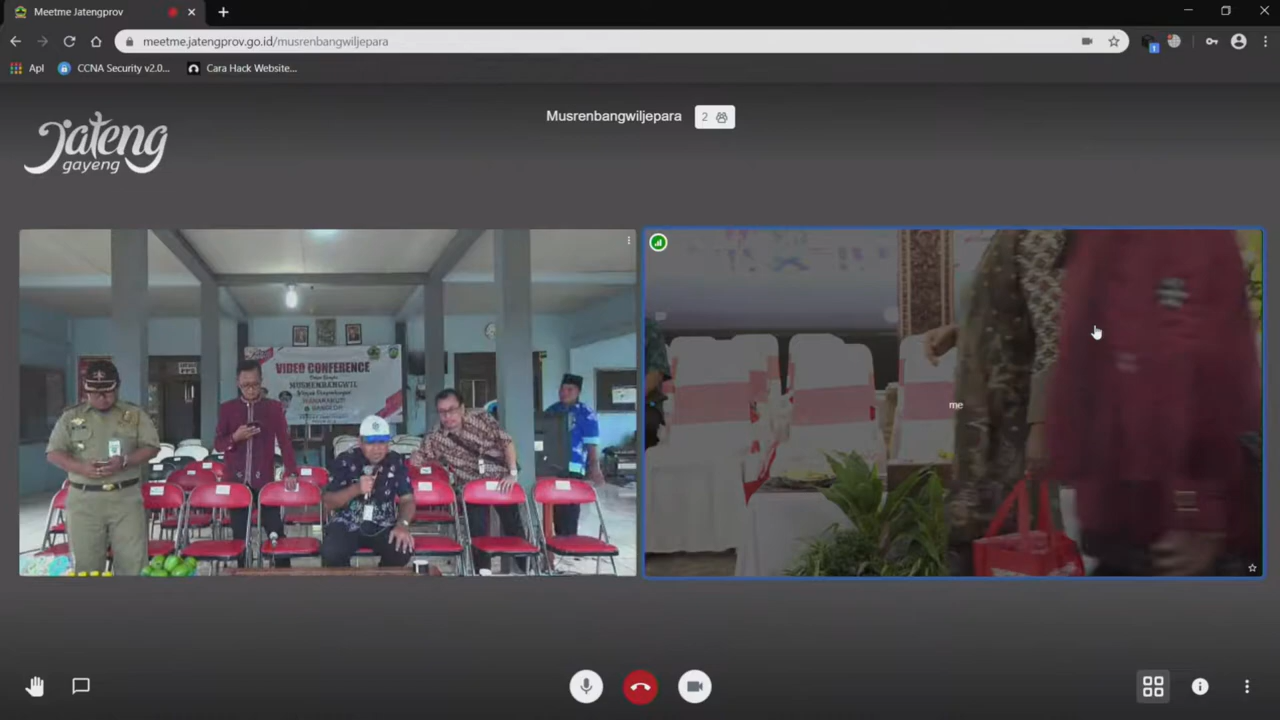 Meetme Jatengprov
meetme.jatengprov.go.id/musrenbangwiljepara
Apl
CCNA Security v2.0...
Cara Hack Website...
Jateng
gayeng
Musrenbangwiljepara
2
VIDEO CONFERENCE
MUSRENBANGWIL
me